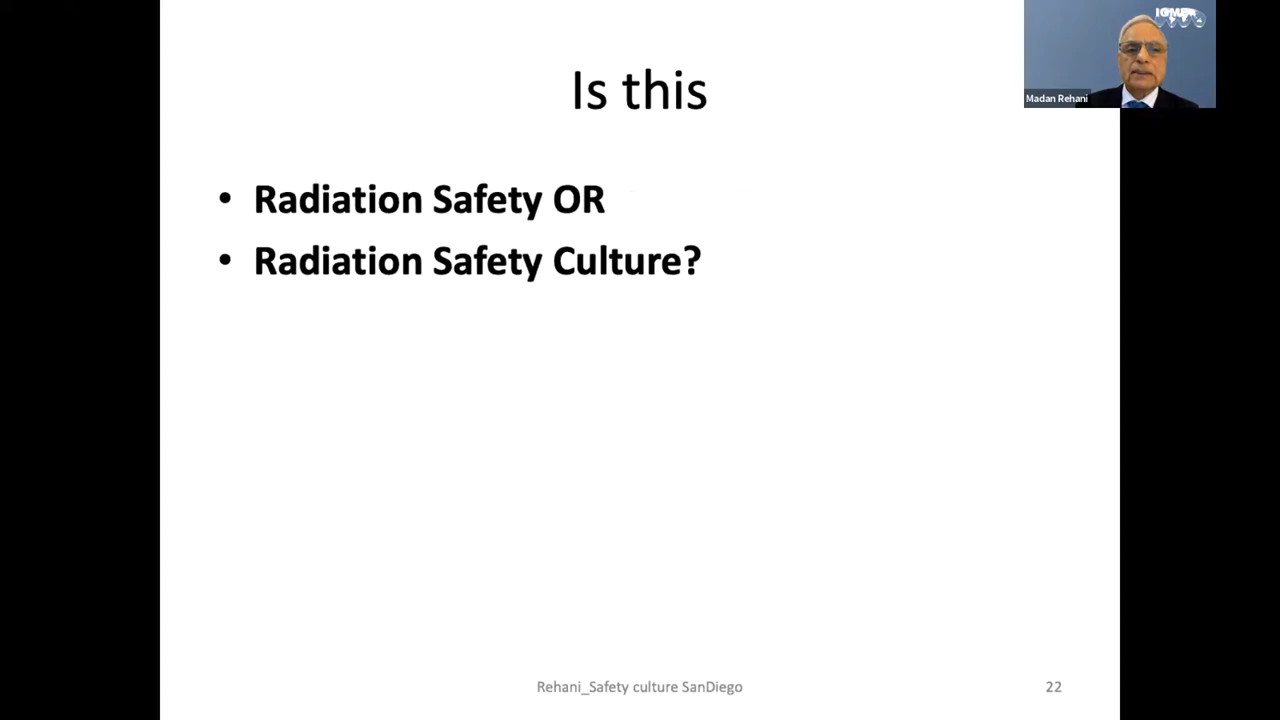 Is this
• Radiation Safety OR
• Radiation Safety Culture?
Madan Rehani
Rehani_Safety culture SanDiego
22